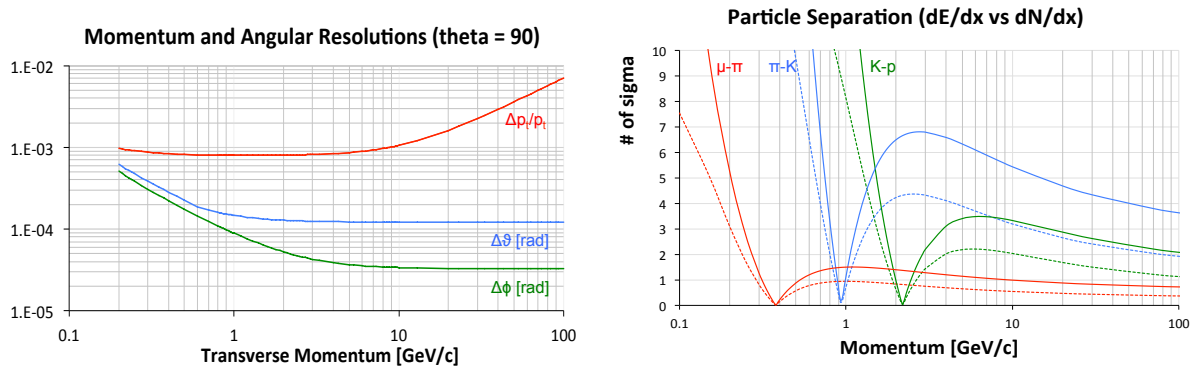 Momentum and Angular Resolutions (theta = 90)
1.E-02
1.E-03
1.E-04
1.E-05
Δpt/pt
Δϑ [rad]
Δϕ [rad]
0.1
1
10
100
Transverse Momentum [GeV/c]
Particle Separation (dE/dx vs dN/dx)
# of sigma
10
9
8
7
6
5
4
3
2
1
0
μ-π
π-K
K-p
0.1
1
10
100
Momentum [GeV/c]